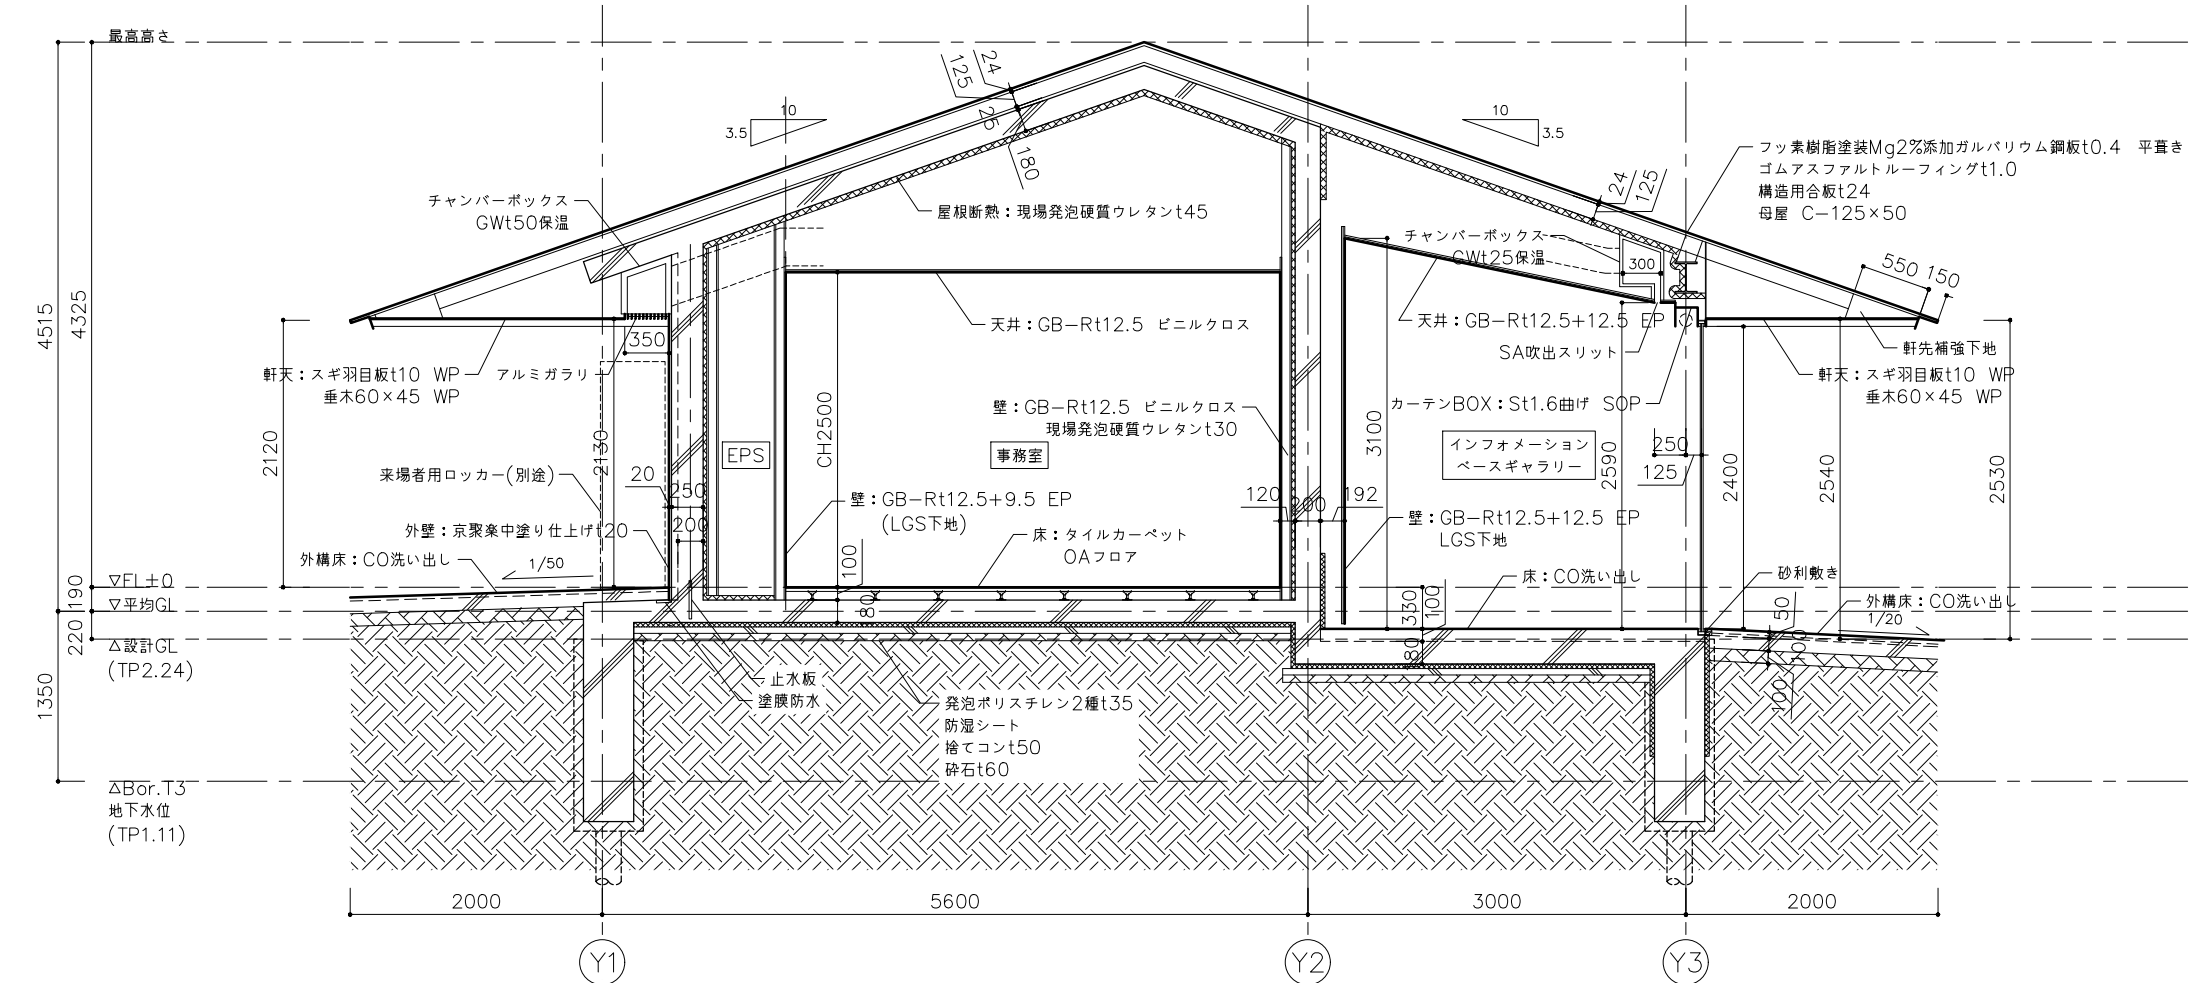 最高高さ
10
3.5
24
125
25
180
10
3.5
フッ素樹脂塗装Mg2%添加ガルバリウム鋼板t0.4 平葺き
ゴムアスファルトルーフィングt1.0
構造用合板t24
母屋 C-125×50
24
125
チャンバーボックス
GWt50保温
屋根断熱：現場発泡硬質ウレタンt45
チャンバーボックス
GWt25保温
300
550
150
4515
4325
天井：GB-Rt12.5 ビニルクロス
天井：GB-Rt12.5+12.5 EP
SA吹出スリット
軒先補強下地
350
軒天：スギ羽目板t10 WP
垂木60×45 WP
アルミガラリ
軒天：スギ羽目板t10 WP
垂木60×45 WP
カーテンBOX：St1.6曲げ SOP
壁：GB-Rt12.5 ビニルクロス
現場発泡硬質ウレタンt30
2120
2130
CH2500
3100
2590
2400
2540
2530
EPS
事務室
インフォメーション
ベースギャラリー
250
125
来場者用ロッカー(別途)
20
250
200
壁：GB-Rt12.5+9.5 EP
(LGS下地)
120
200
192
外壁：京聚楽中塗り仕上げt20
壁：GB-Rt12.5+12.5 EP
LGS下地
床：タイルカーペット
OAフロア
外構床：CO洗い出し
1/50
100
80
床：CO洗い出し
砂利敷き
外構床：CO洗い出し
1/20
▽FL±0
190
▽平均GL
220
△設計GL
(TP2.24)
330
100
180
50
100
100
止水板
塗膜防水
発泡ポリスチレン2種t35
防湿シート
捨てコンt50
砕石t60
1350
△Bor.T3
地下水位
(TP1.11)
2000
5600
3000
2000
Y1
Y2
Y3